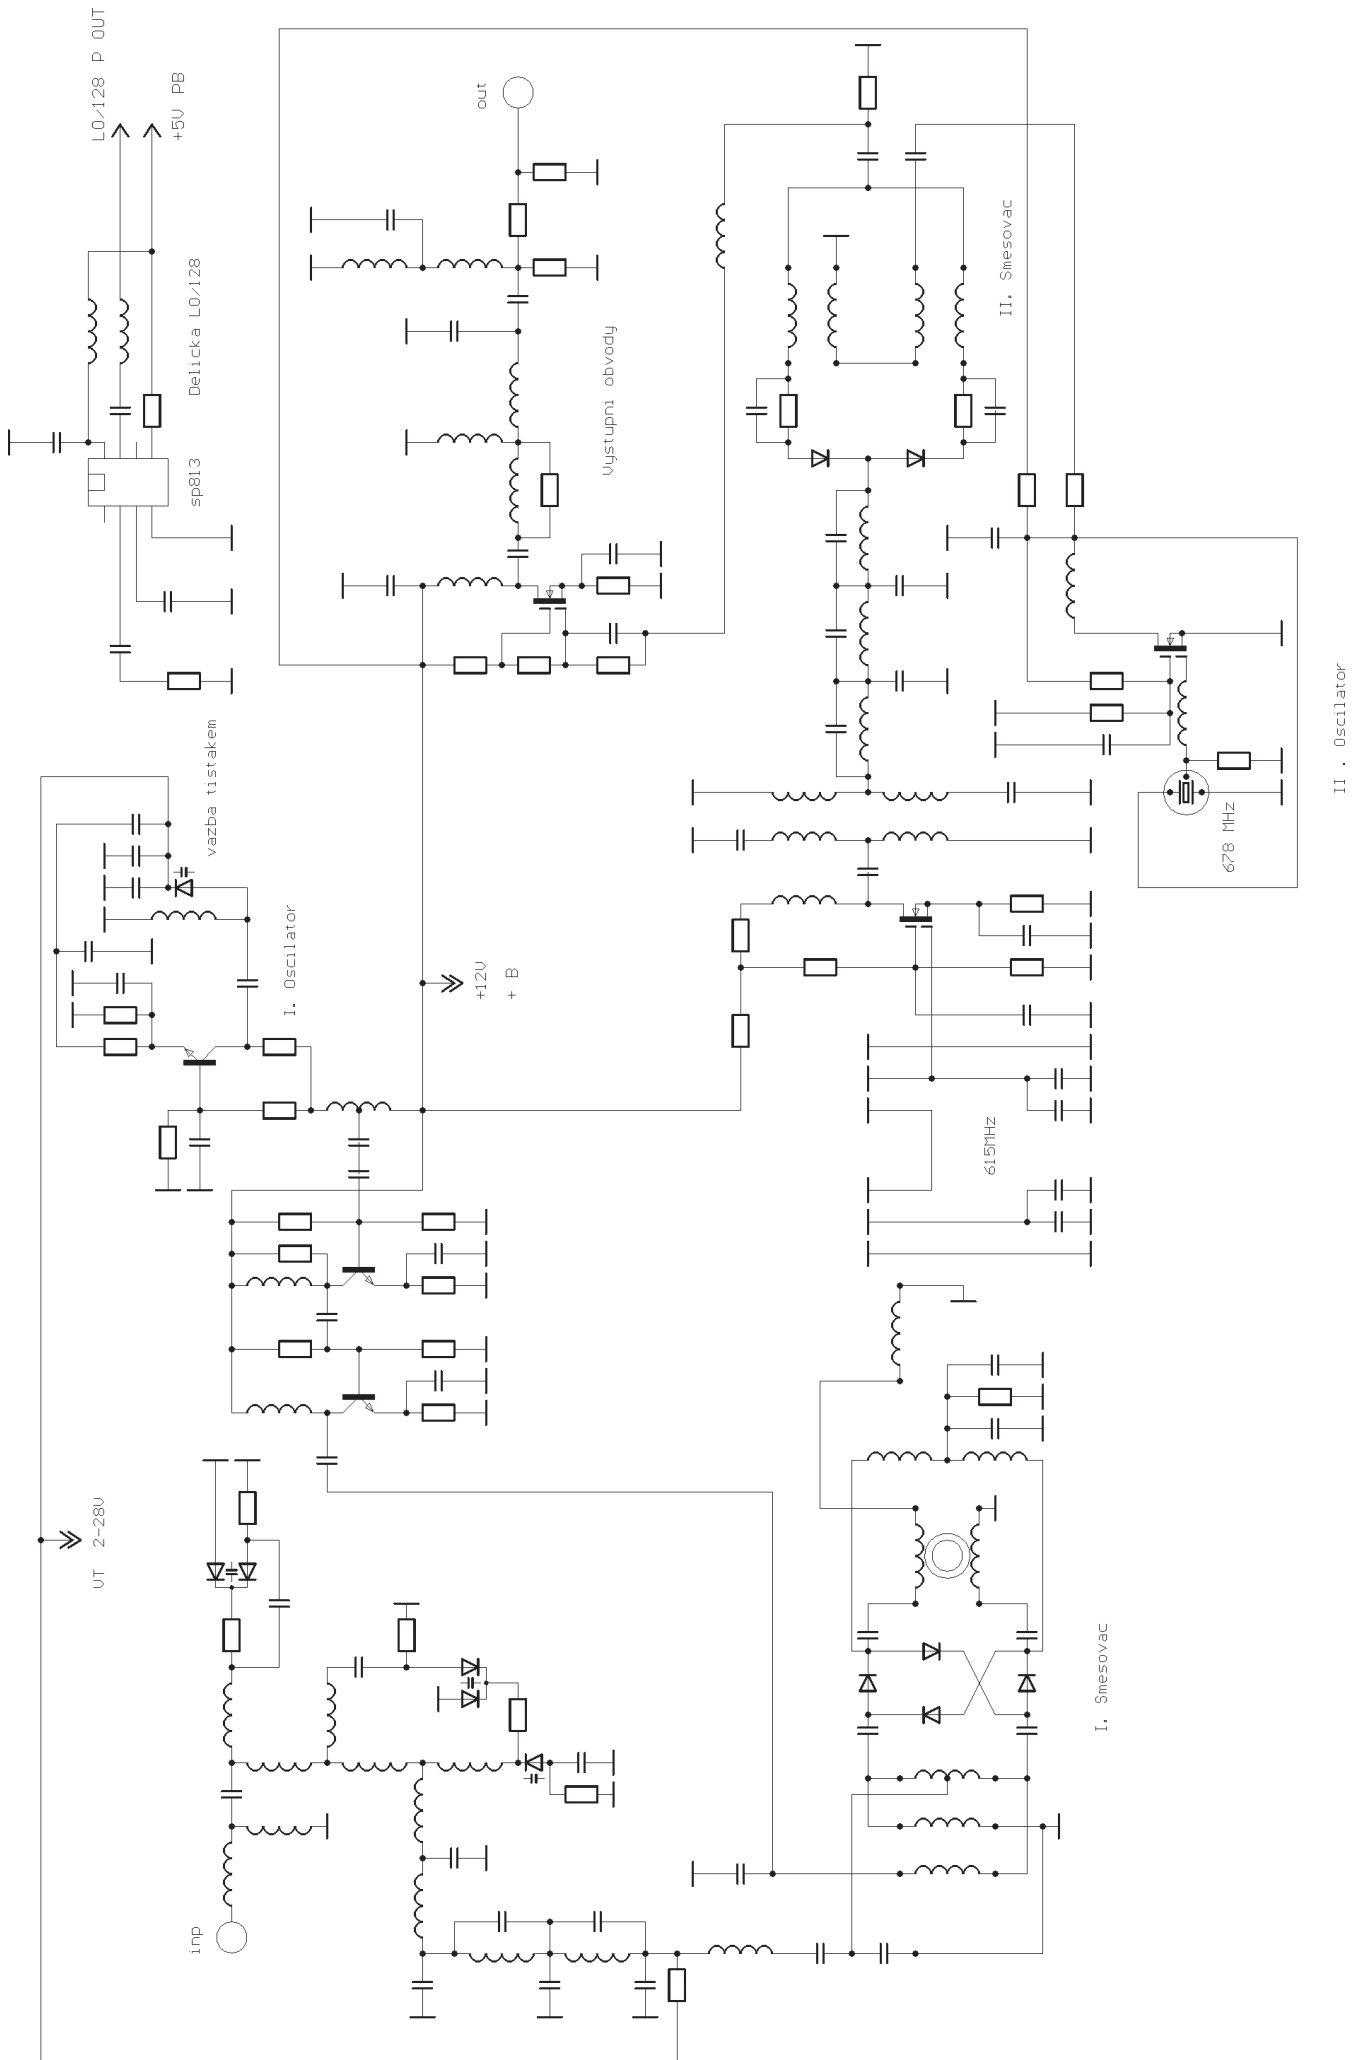 LO/128 P OUT
+5V PB
Delicka LO/128
sp813
out
Vystupni obvody
II. Smesovac
vazba tistakem
I. Oscilator
+12V
+ B
678 MHz
II . Oscilator
615MHz
VT 2-28V
inp
I. Smesovac